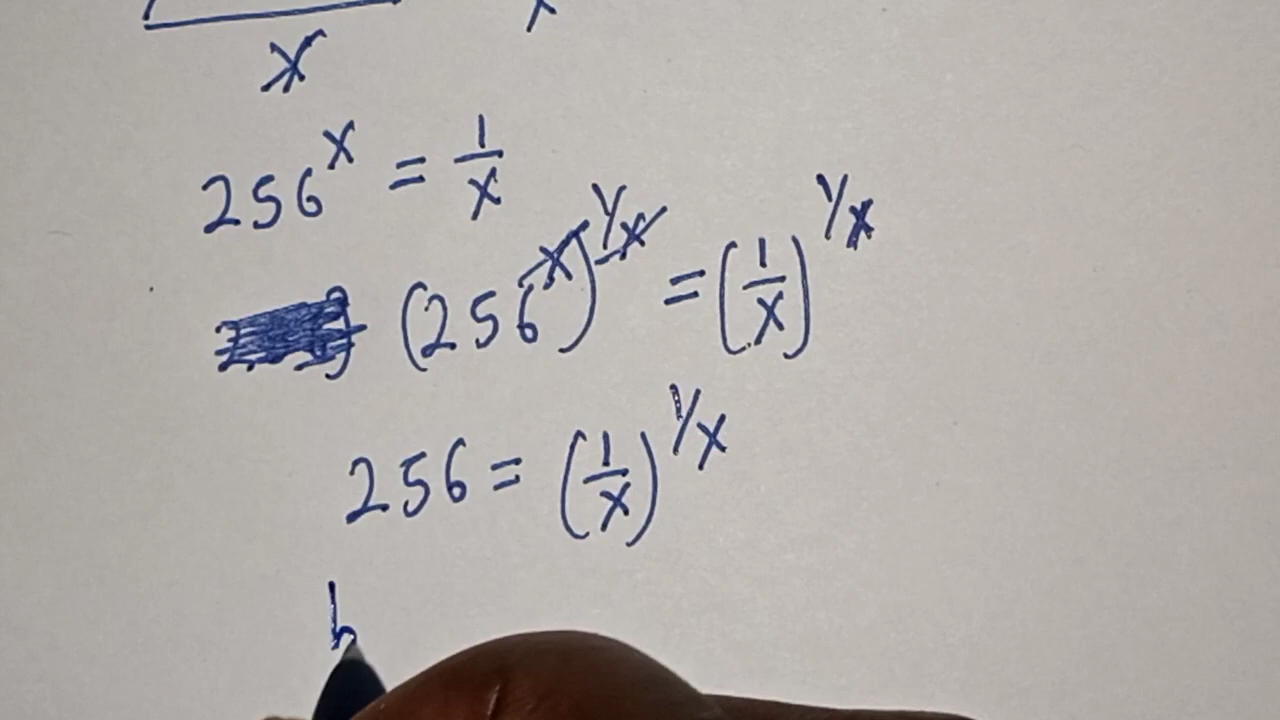 x x
256^x = 1/x
(256^x)^(1/x) = (1/x)^(1/x)
256 = (1/x)^(1/x)
h